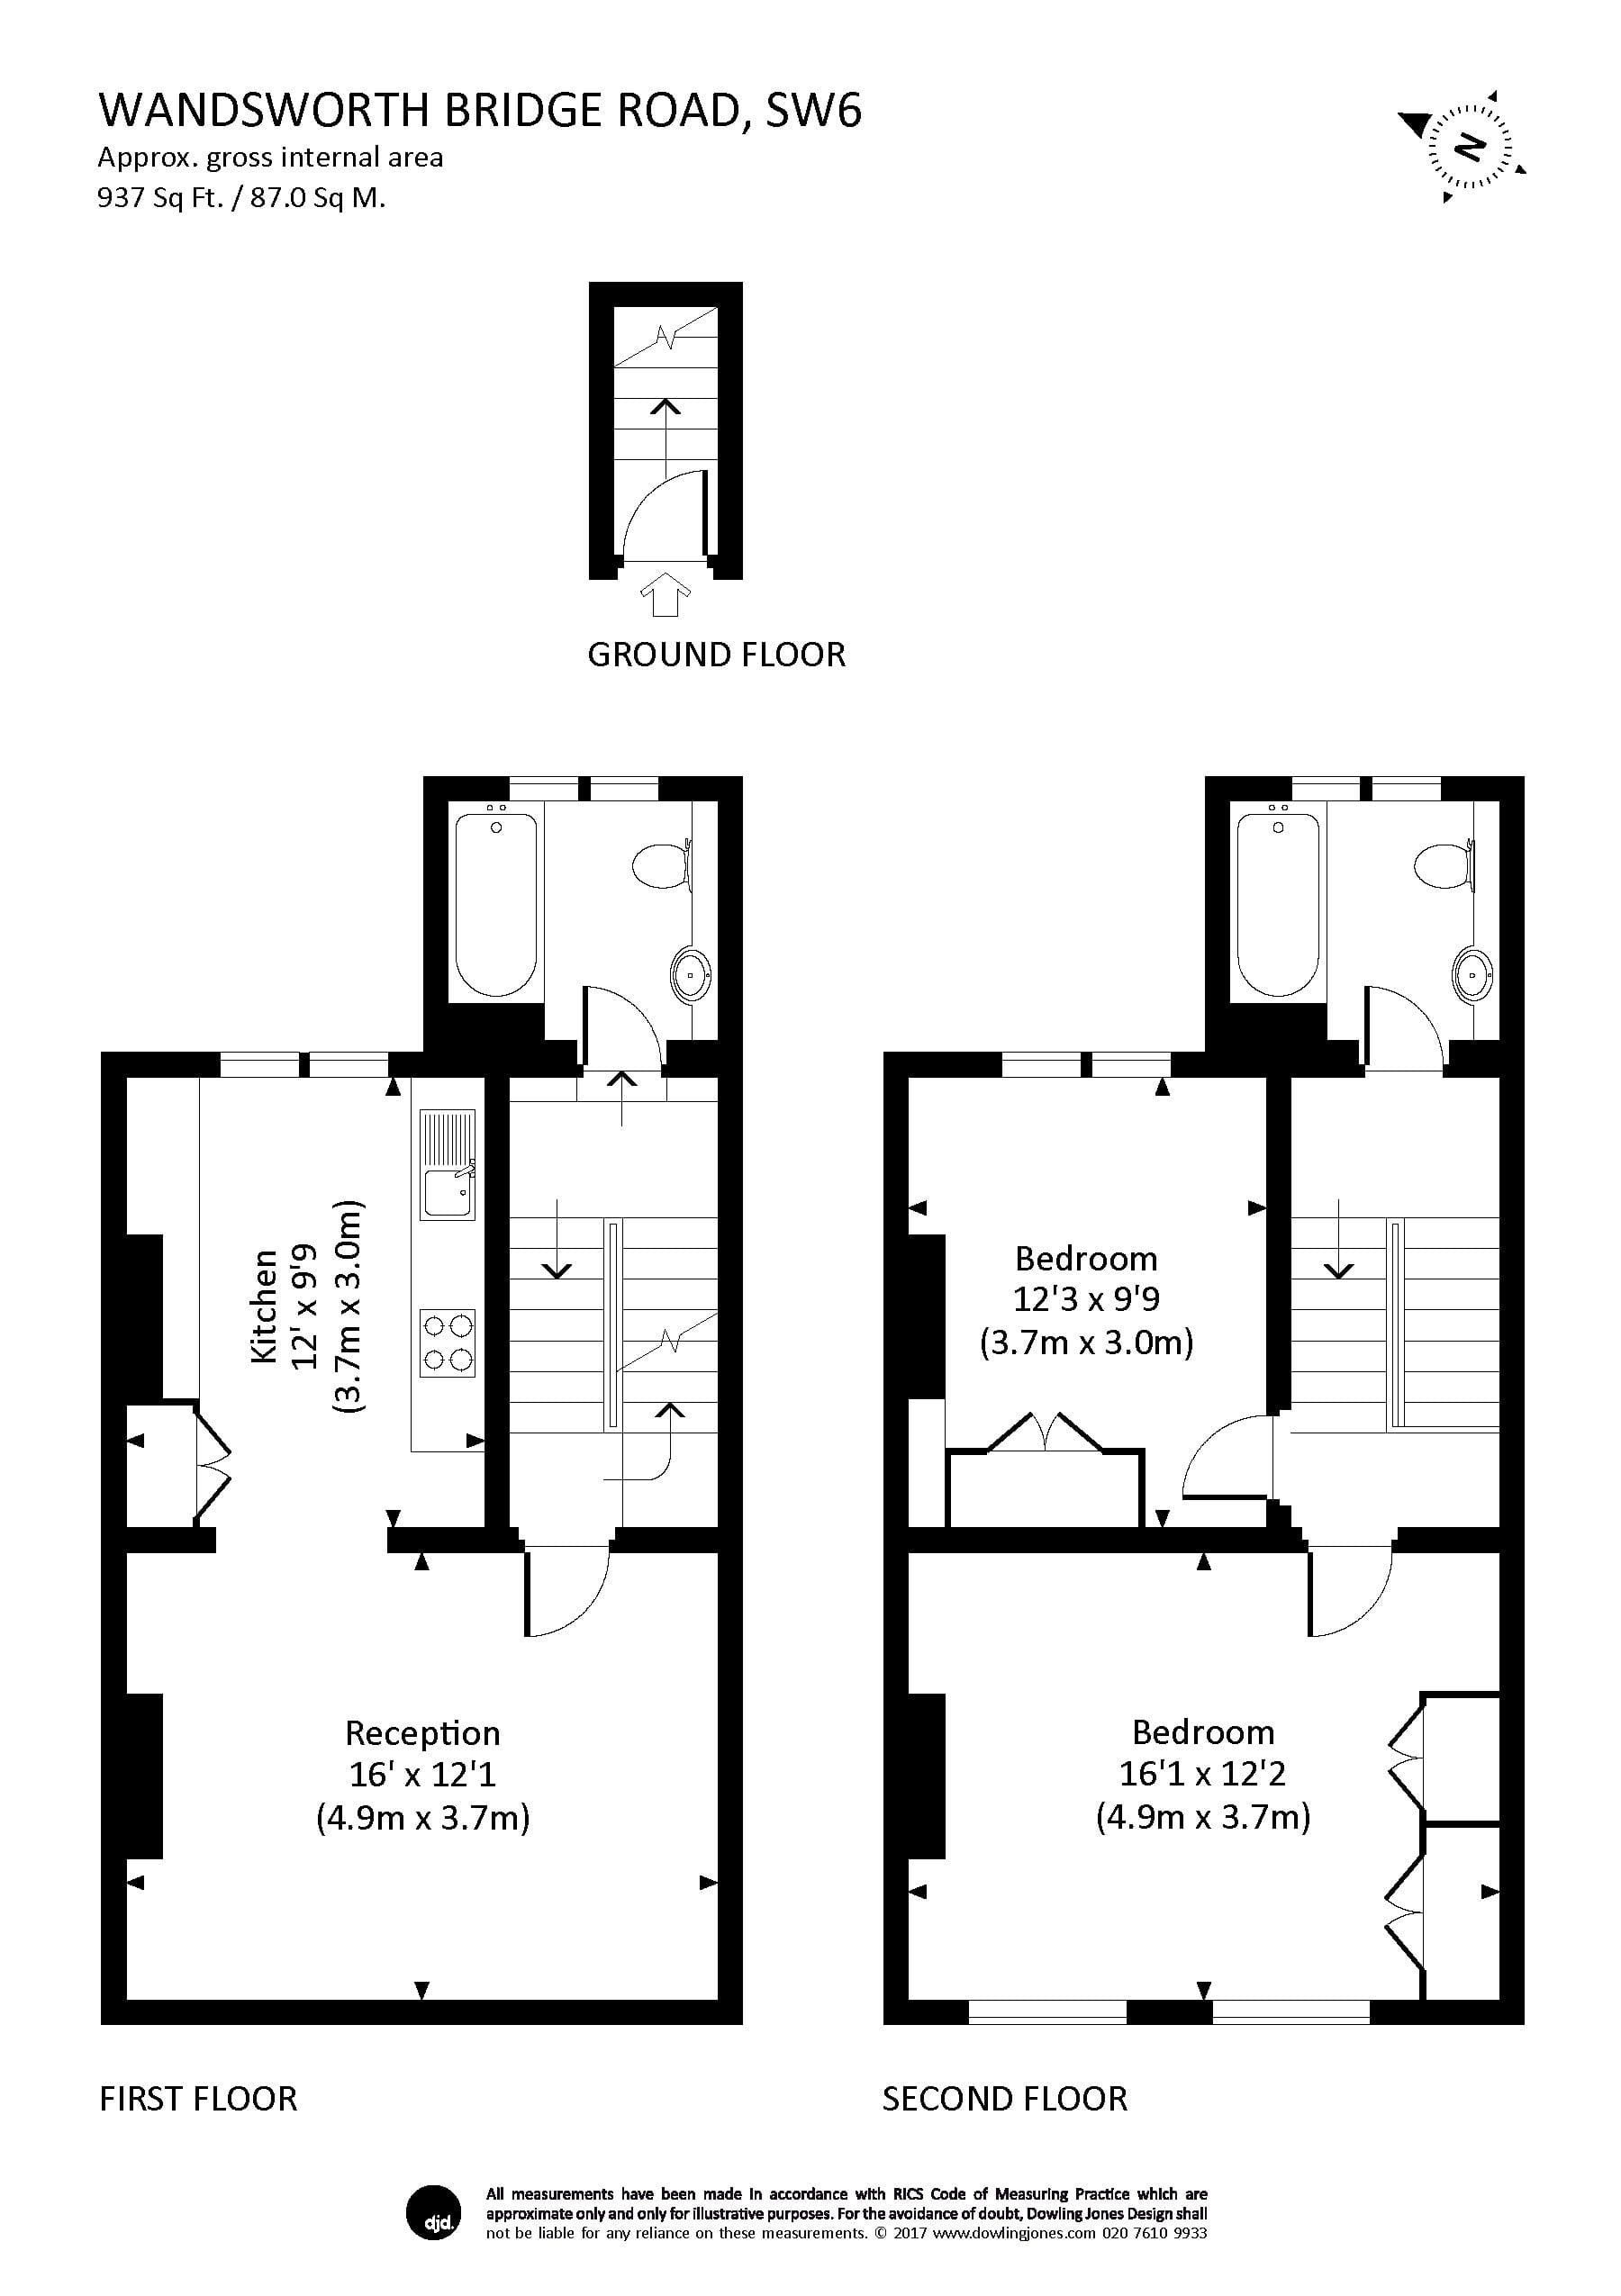 WANDSWORTH BRIDGE ROAD, SW6
Approx. gross internal area
937 Sq Ft. / 87.0 Sq M.
N
GROUND FLOOR
Kitchen
12' x 9'9
(3.7m x 3.0m)
Bedroom
12'3 x 9'9
(3.7m x 3.0m)
Reception
16' x 12'1
(4.9m x 3.7m)
Bedroom
16'1 x 12'2
(4.9m x 3.7m)
FIRST FLOOR
SECOND FLOOR
djd.
All measurements have been made in accordance with RICS Code of Measuring Practice which are
approximate only and only for illustrative purposes. For the avoidance of doubt, Dowling Jones Design shall
not be liable for any reliance on these measurements. © 2017 www.dowlingjones.com 020 7610 9933